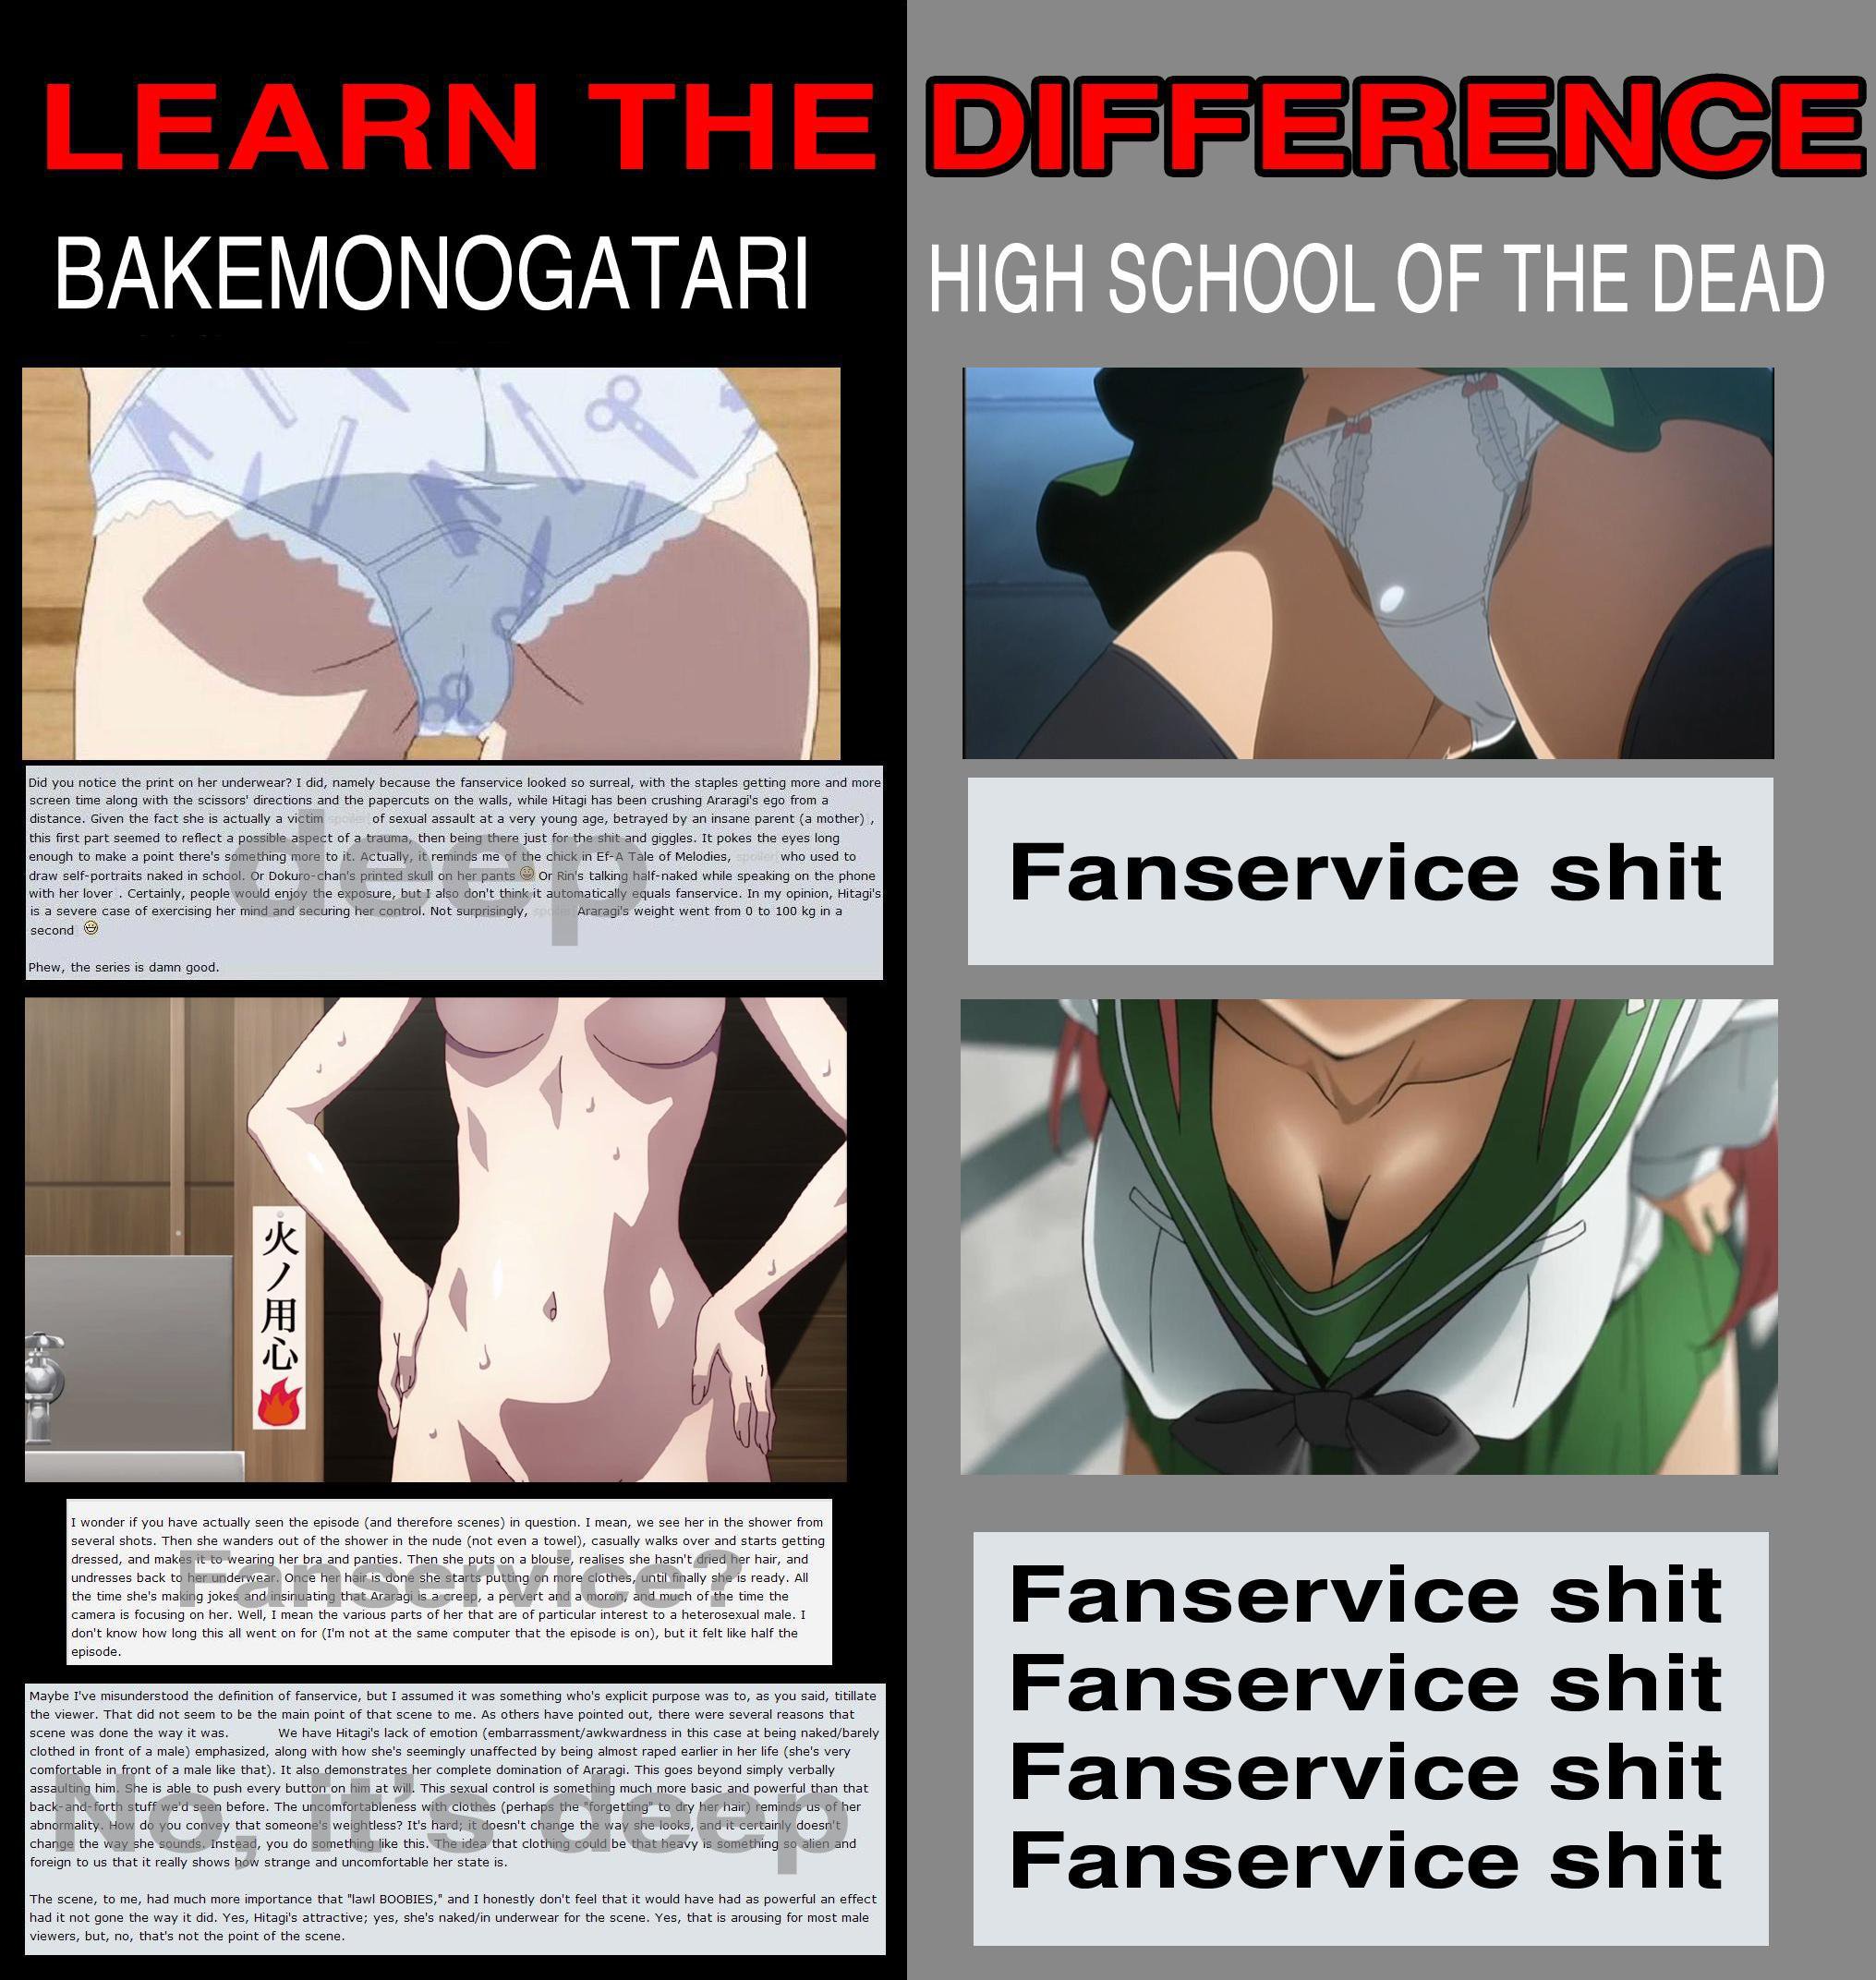 LEARN THE DIFFERENCE
BAKEMONOGATARI
Did you notice the print on her underwear? I did, namely because the fanservice looked so surreal, with the staples getting more and more
screen time along with the scissors' directions and the papercuts on the walls, while Hitagi has been crushing Araragi's ego from a
distance. Given the fact she is actually a victim spoiler of sexual assault at a very young age, betrayed by an insane parent (a mother) ,
this first part seemed to reflect a possible aspect of a trauma, then being there just for the shit and giggles. It pokes the eyes long
enough to make a point there's something more to it. Actually, it reminds me of the chick in Ef-A Tale of Melodies, spoiler who used to
draw self-portraits naked in school. Or Dokuro-chan's printed skull on her pants Or Rin's talking half-naked while speaking on the phone
with her lover . Certainly, people would enjoy the exposure, but I also don't think it automatically equals fanservice. In my opinion, Hitagi's
is a severe case of exercising her mind and securing her control. Not surprisingly, spoiler Araragi's weight went from 0 to 100 kg in a
second
Phew, the series is damn good.
deep
火ノ用心
I wonder if you have actually seen the episode (and therefore scenes) in question. I mean, we see her in the shower from
several shots. Then she wanders out of the shower in the nude (not even a towel), casually walks over and starts getting
dressed, and makes it to wearing her bra and panties. Then she puts on a blouse, realises she hasn't dried her hair, and
undresses back to her underwear. Once her hair is done she starts putting on more clothes, until finally she is ready. All
the time she's making jokes and insinuating that Araragi is a creep, a pervert and a moron, and much of the time the
camera is focusing on her. Well, I mean the various parts of her that are of particular interest to a heterosexual male. I
don't know how long this all went on for (I'm not at the same computer that the episode is on), but it felt like half the
episode.
Fanservice?
Maybe I've misunderstood the definition of fanservice, but I assumed it was something who's explicit purpose was to, as you said, titillate
the viewer. That did not seem to be the main point of that scene to me. As others have pointed out, there were several reasons that
scene was done the way it was. We have Hitagi's lack of emotion (embarrassment/awkwardness in this case at being naked/barely
clothed in front of a male) emphasized, along with how she's seemingly unaffected by being almost raped earlier in her life (she's very
comfortable in front of a male like that). It also demonstrates her complete domination of Araragi. This goes beyond simply verbally
assaulting him. She is able to push every button on him at will. This sexual control is something much more basic and powerful than that
back-and-forth stuff we'd seen before. The uncomfortableness with clothes (perhaps the "forgetting" to dry her hair) reminds us of her
abnormality. How do you convey that someone's weightless? It's hard; it doesn't change the way she looks, and it certainly doesn't
change the way she sounds. Instead, you do something like this. The idea that clothing could be that heavy is something so alien and
foreign to us that it really shows how strange and uncomfortable her state is.
The scene, to me, had much more importance that "lawl BOOBIES," and I honestly don't feel that it would have had as powerful an effect
had it not gone the way it did. Yes, Hitagi's attractive; yes, she's naked/in underwear for the scene. Yes, that is arousing for most male
viewers, but, no, that's not the point of the scene.
No, it's deep
HIGH SCHOOL OF THE DEAD
Fanservice shit
Fanservice shit
Fanservice shit
Fanservice shit
Fanservice shit